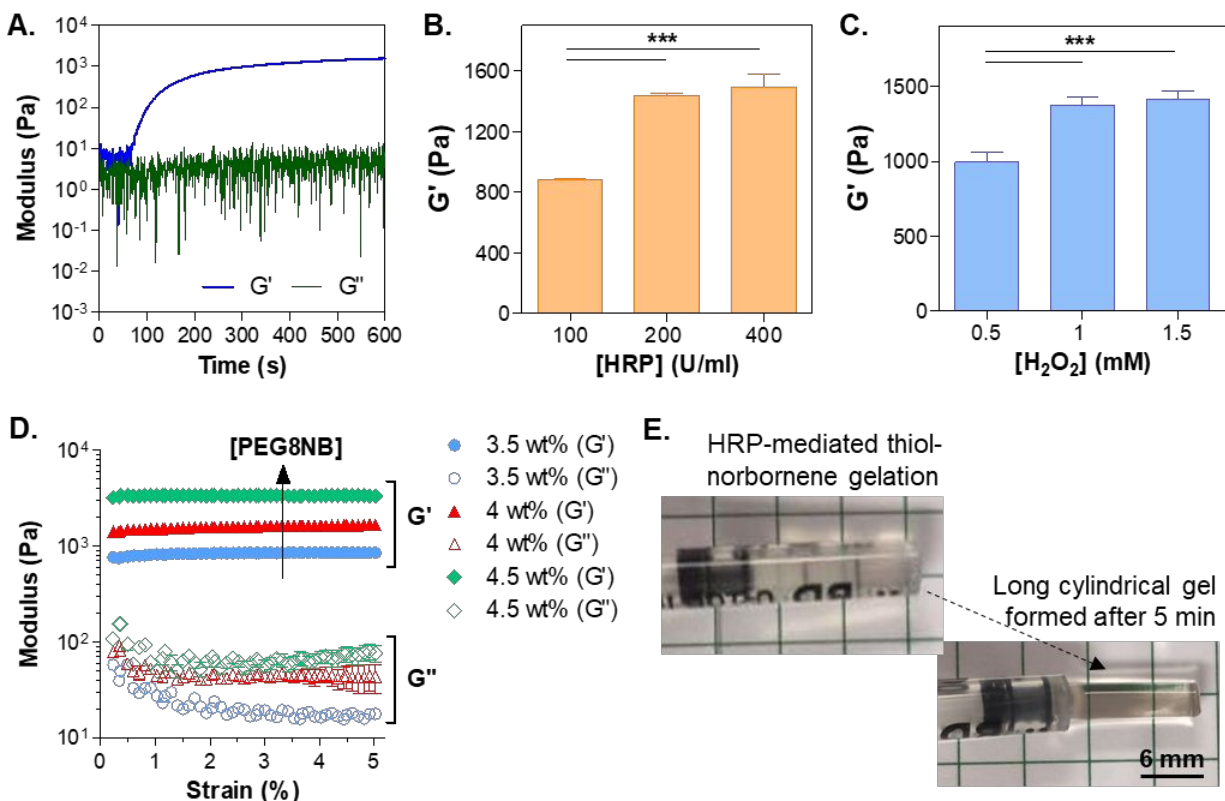 A.
Modulus (Pa)
10⁴
10³
10²
10¹
10⁰
10⁻¹
10⁻²
10⁻³
G'
G"
0
100
200
300
400
500
600
Time (s)
B.
***
G' (Pa)
1600
1200
800
400
0
100
200
400
[HRP] (U/ml)
C.
***
G' (Pa)
1500
1000
500
0
0.5
1
1.5
[H₂O₂] (mM)
D.
Modulus (Pa)
10⁴
10³
10²
10¹
[PEG8NB]
G'
G"
0
1
2
3
4
5
Strain (%)
3.5 wt% (G')
3.5 wt% (G")
4 wt% (G')
4 wt% (G")
4.5 wt% (G')
4.5 wt% (G")
E.
HRP-mediated thiol-
norbornene gelation
Long cylindrical gel
formed after 5 min
6 mm